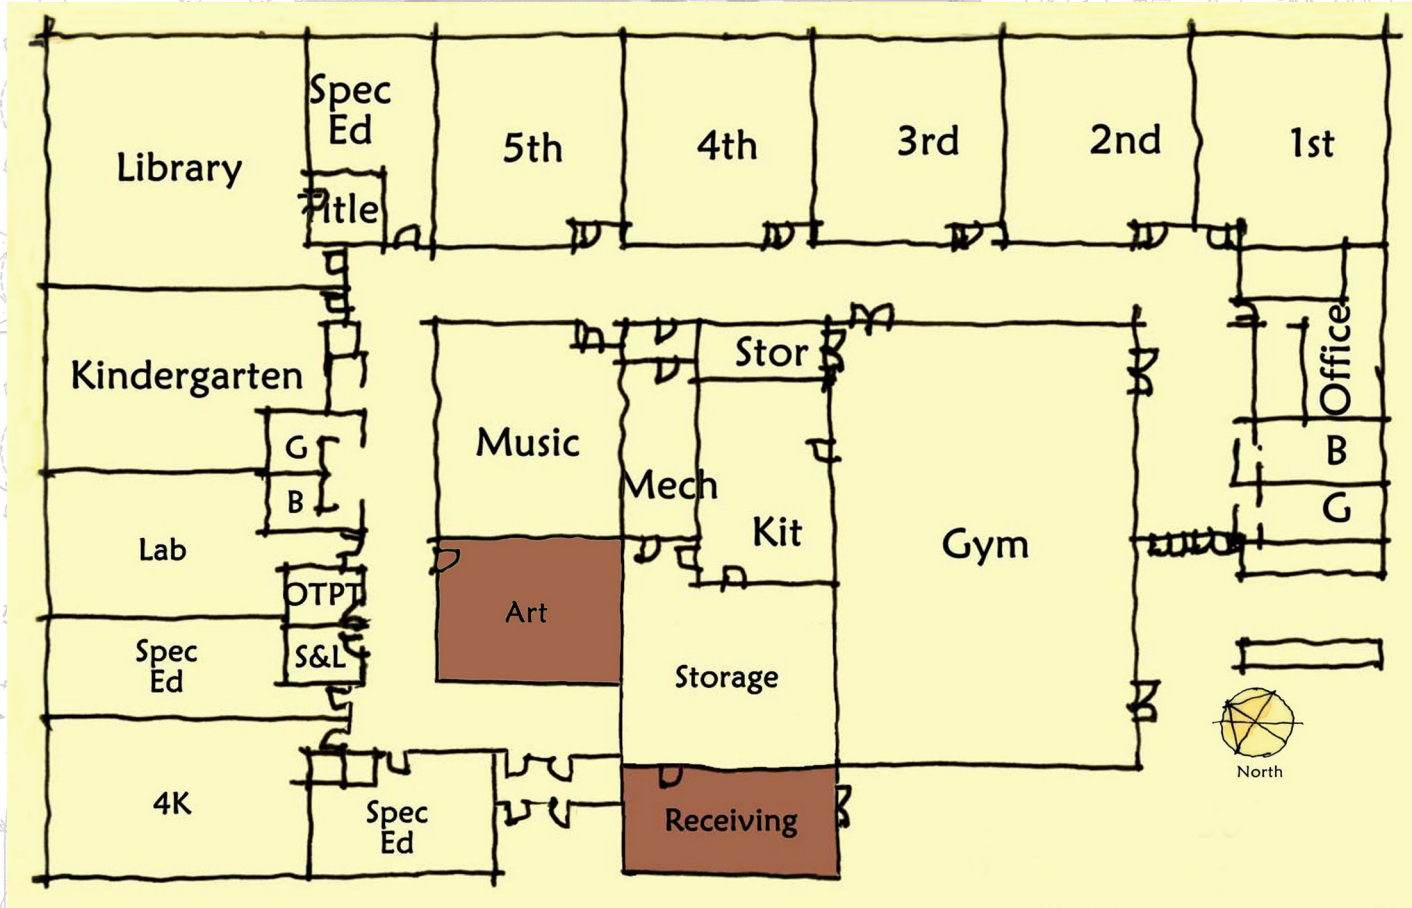 Spec
Ed
Library
Title
5th
4th
3rd
2nd
1st
Kindergarten
G
B
Music
Stor
Mech
Kit
Gym
Office
B
G
Lab
OTPT
Art
Spec
Ed
S&L
Storage
4K
Spec
Ed
Receiving
North